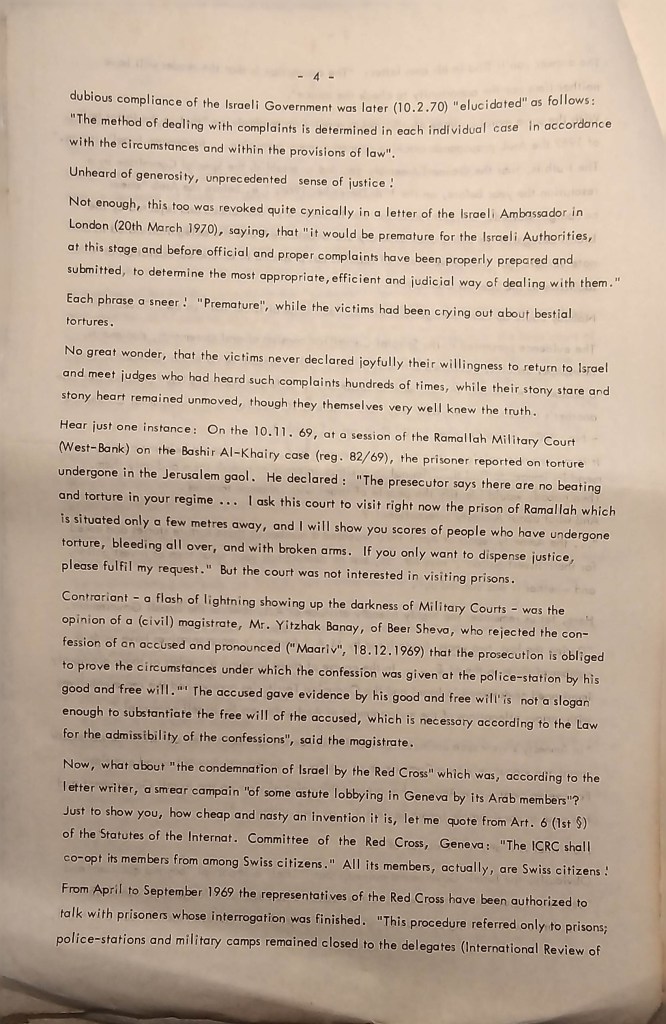 - 4 -
dubious compliance of the Israeli Government was later (10.2.70) "elucidated" as follows:
"The method of dealing with complaints is determined in each individual case in accordance
with the circumstances and within the provisions of law".
Unheard of generosity, unprecedented sense of justice !
Not enough, this too was revoked quite cynically in a letter of the Israeli Ambassador in
London (20th March 1970), saying, that "it would be premature for the Israeli Authorities,
at this stage and before official and proper complaints have been properly prepared and
submitted, to determine the most appropriate, efficient and judicial way of dealing with them."
Each phrase a sneer ! "Premature", while the victims had been crying out about bestial
tortures.
No great wonder, that the victims never declared joyfully their willingness to return to Israel
and meet judges who had heard such complaints hundreds of times, while their stony stare and
stony heart remained unmoved, though they themselves very well knew the truth.
Hear just one instance: On the 10.11. 69, at a session of the Ramallah Military Court
(West-Bank) on the Bashir Al-Khairy case (reg. 82/69), the prisoner reported on torture
undergone in the Jerusalem gaol. He declared : "The presecutor says there are no beating
and torture in your regime ... I ask this court to visit right now the prison of Ramallah which
is situated only a few metres away, and I will show you scores of people who have undergone
torture, bleeding all over, and with broken arms. If you only want to dispense justice,
please fulfil my request." But the court was not interested in visiting prisons.
Contrariant - a flash of lightning showing up the darkness of Military Courts - was the
opinion of a (civil) magistrate, Mr. Yitzhak Banay, of Beer Sheva, who rejected the con-
fession of an accused and pronounced ("Maariv", 18.12.1969) that the prosecution is obliged
to prove the circumstances under which the confession was given at the police-station by his
good and free will."' The accused gave evidence by his good and free will' is not a slogan
enough to substantiate the free will of the accused, which is necessary according to the Law
for the admissibility of the confessions", said the magistrate.
Now, what about "the condemnation of Israel by the Red Cross" which was, according to the
letter writer, a smear campain "of some astute lobbying in Geneva by its Arab members"?
Just to show you, how cheap and nasty an invention it is, let me quote from Art. 6 (1st §)
of the Statutes of the Internat. Committee of the Red Cross, Geneva: "The ICRC shall
co-opt its members from among Swiss citizens." All its members, actually, are Swiss citizens !
From April to September 1969 the representatives of the Red Cross have been authorized to
talk with prisoners whose interrogation was finished. "This procedure referred only to prisons;
police-stations and military camps remained closed to the delegates (International Review of